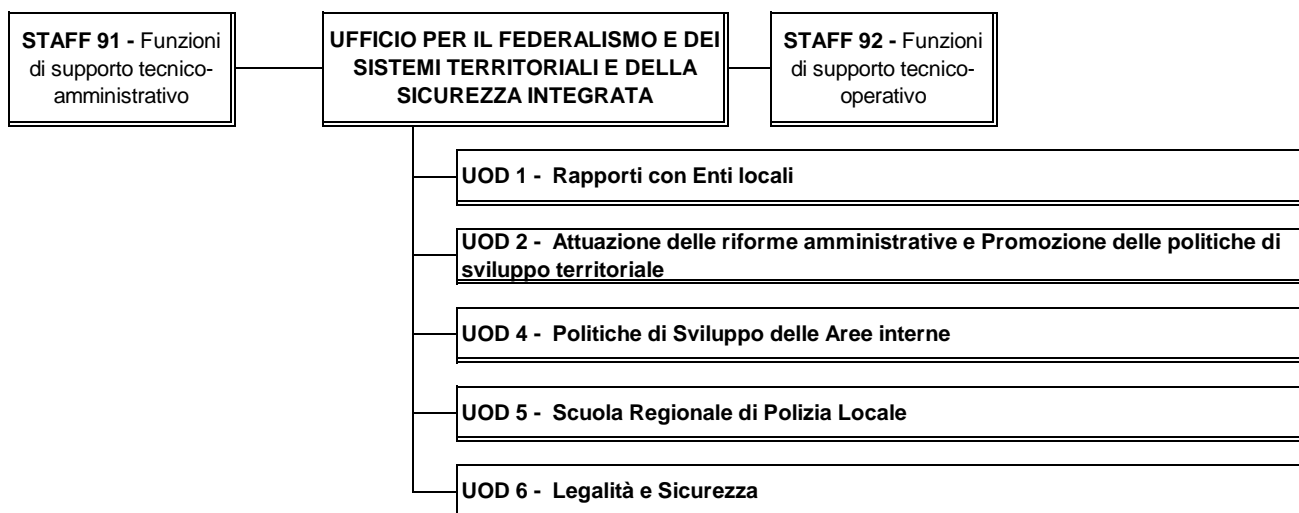 STAFF 91 - Funzioni
di supporto tecnico-
amministrativo
UFFICIO PER IL FEDERALISMO E DEI
SISTEMI TERRITORIALI E DELLA
SICUREZZA INTEGRATA
STAFF 92 - Funzioni
di supporto tecnico-
operativo
UOD 1 - Rapporti con Enti locali
UOD 2 - Attuazione delle riforme amministrative e Promozione delle politiche di
sviluppo territoriale
UOD 4 - Politiche di Sviluppo delle Aree interne
UOD 5 - Scuola Regionale di Polizia Locale
UOD 6 - Legalità e Sicurezza